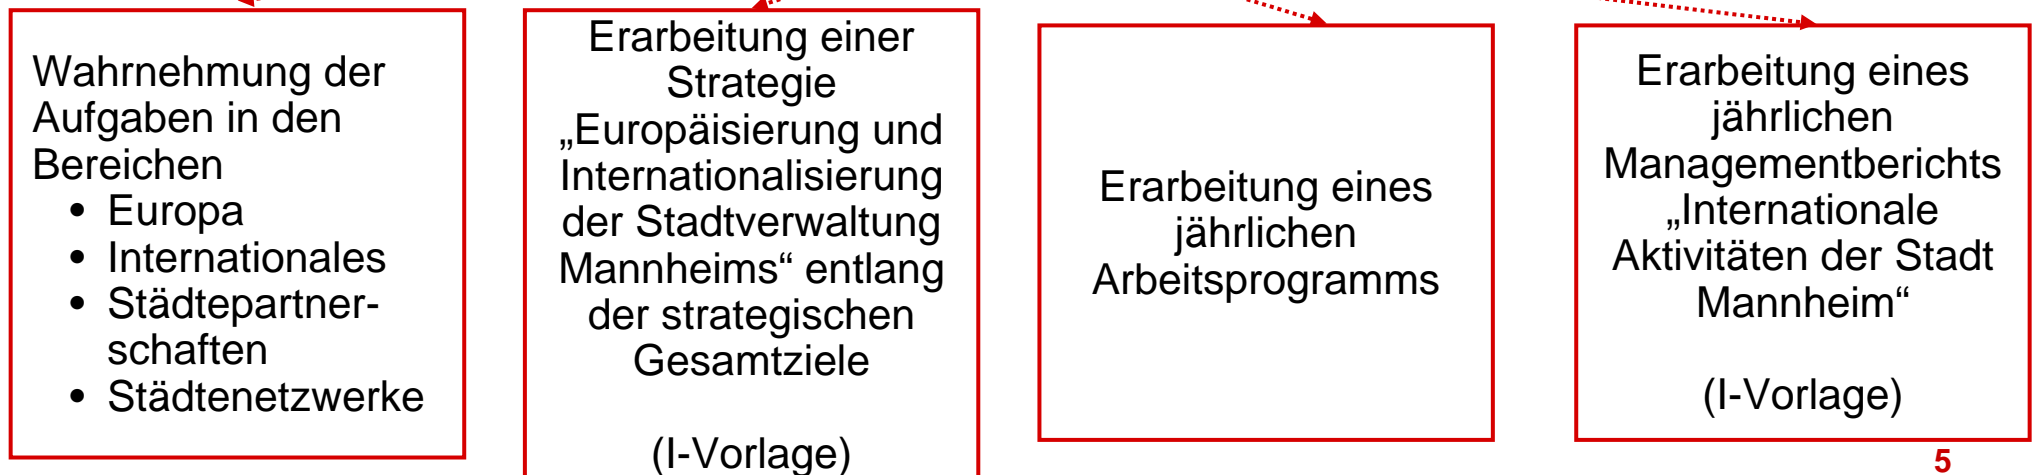 Wahrnehmung der
Aufgaben in den
Bereichen
• Europa
• Internationales
• Städtepartner-
schaften
• Städtenetzwerke
Erarbeitung einer
Strategie
„Europäisierung und
Internationalisierung
der Stadtverwaltung
Mannheims“ entlang
der strategischen
Gesamtziele
(I-Vorlage)
Erarbeitung eines
jährlichen
Arbeitsprogramms
Erarbeitung eines
jährlichen
Managementberichts
„Internationale
Aktivitäten der Stadt
Mannheim“
(I-Vorlage)
5